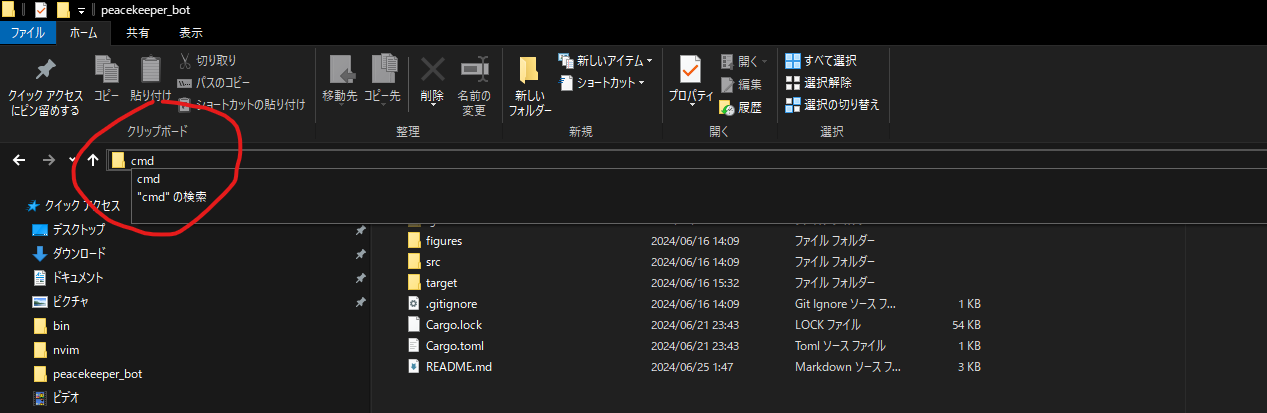 peacekeeper_bot
ファイル ホーム 共有 表示
クイック アクセス
にピン留めする
コピー
貼り付け
切り取り
パスのコピー
ショートカットの貼り付け
クリップボード
移動先
コピー先
削除
名前の
変更
整理
新しい
フォルダー
新しいアイテム
ショートカット
新規
プロパティ
開く
編集
履歴
開く
すべて選択
選択解除
選択の切り替え
選択
cmd
cmd
"cmd" の検索
クイック アクセス
デスクトップ
ダウンロード
ドキュメント
ピクチャ
bin
nvim
peacekeeper_bot
ビデオ
figures 2024/06/16 14:09 ファイル フォルダー
src 2024/06/16 14:09 ファイル フォルダー
target 2024/06/16 15:32 ファイル フォルダー
.gitignore 2024/06/16 14:09 Git Ignore ソース フ... 1 KB
Cargo.lock 2024/06/21 23:43 LOCK ファイル 54 KB
Cargo.toml 2024/06/21 23:43 Toml ソース ファイル 1 KB
README.md 2024/06/25 1:47 Markdown ソース フ... 3 KB